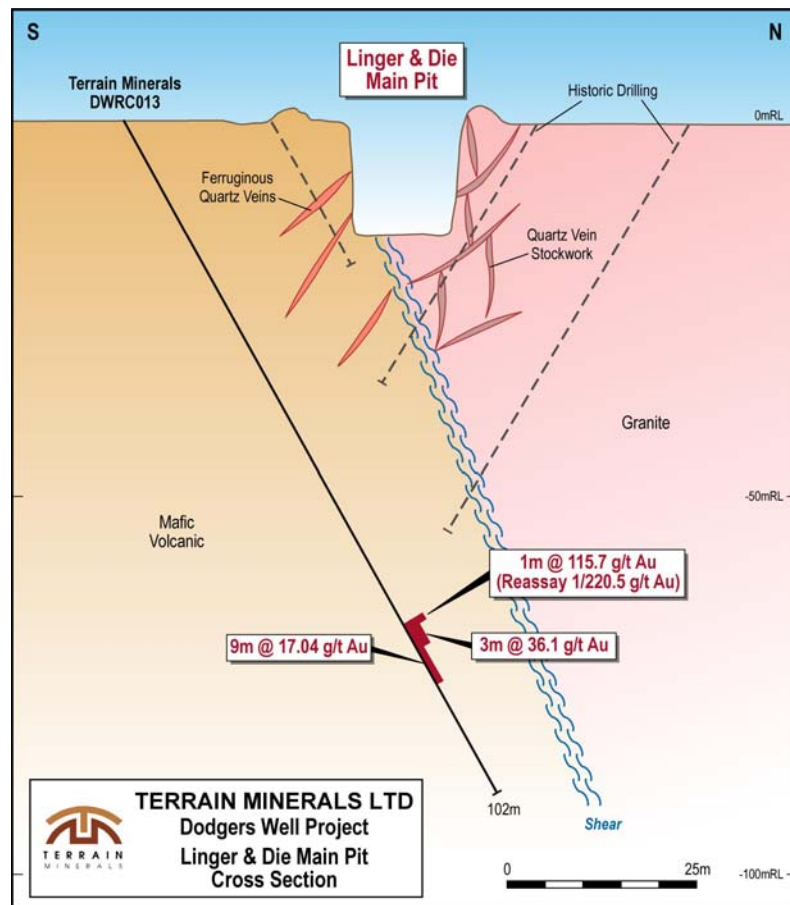 S
N
Linger & Die
Main Pit
Terrain Minerals
DWRC013
Historic Drilling
0mRL
Ferruginous
Quartz Veins
Quartz Vein
Stockwork
Granite
-50mRL
Mafic
Volcanic
1m @ 115.7 g/t Au
(Reassay 1/220.5 g/t Au)
9m @ 17.04 g/t Au
3m @ 36.1 g/t Au
102m
Shear
TERRAIN MINERALS LTD
Dodgers Well Project
Linger & Die Main Pit
Cross Section
TERRAIN
MINERALS
0
25m
-100mRL